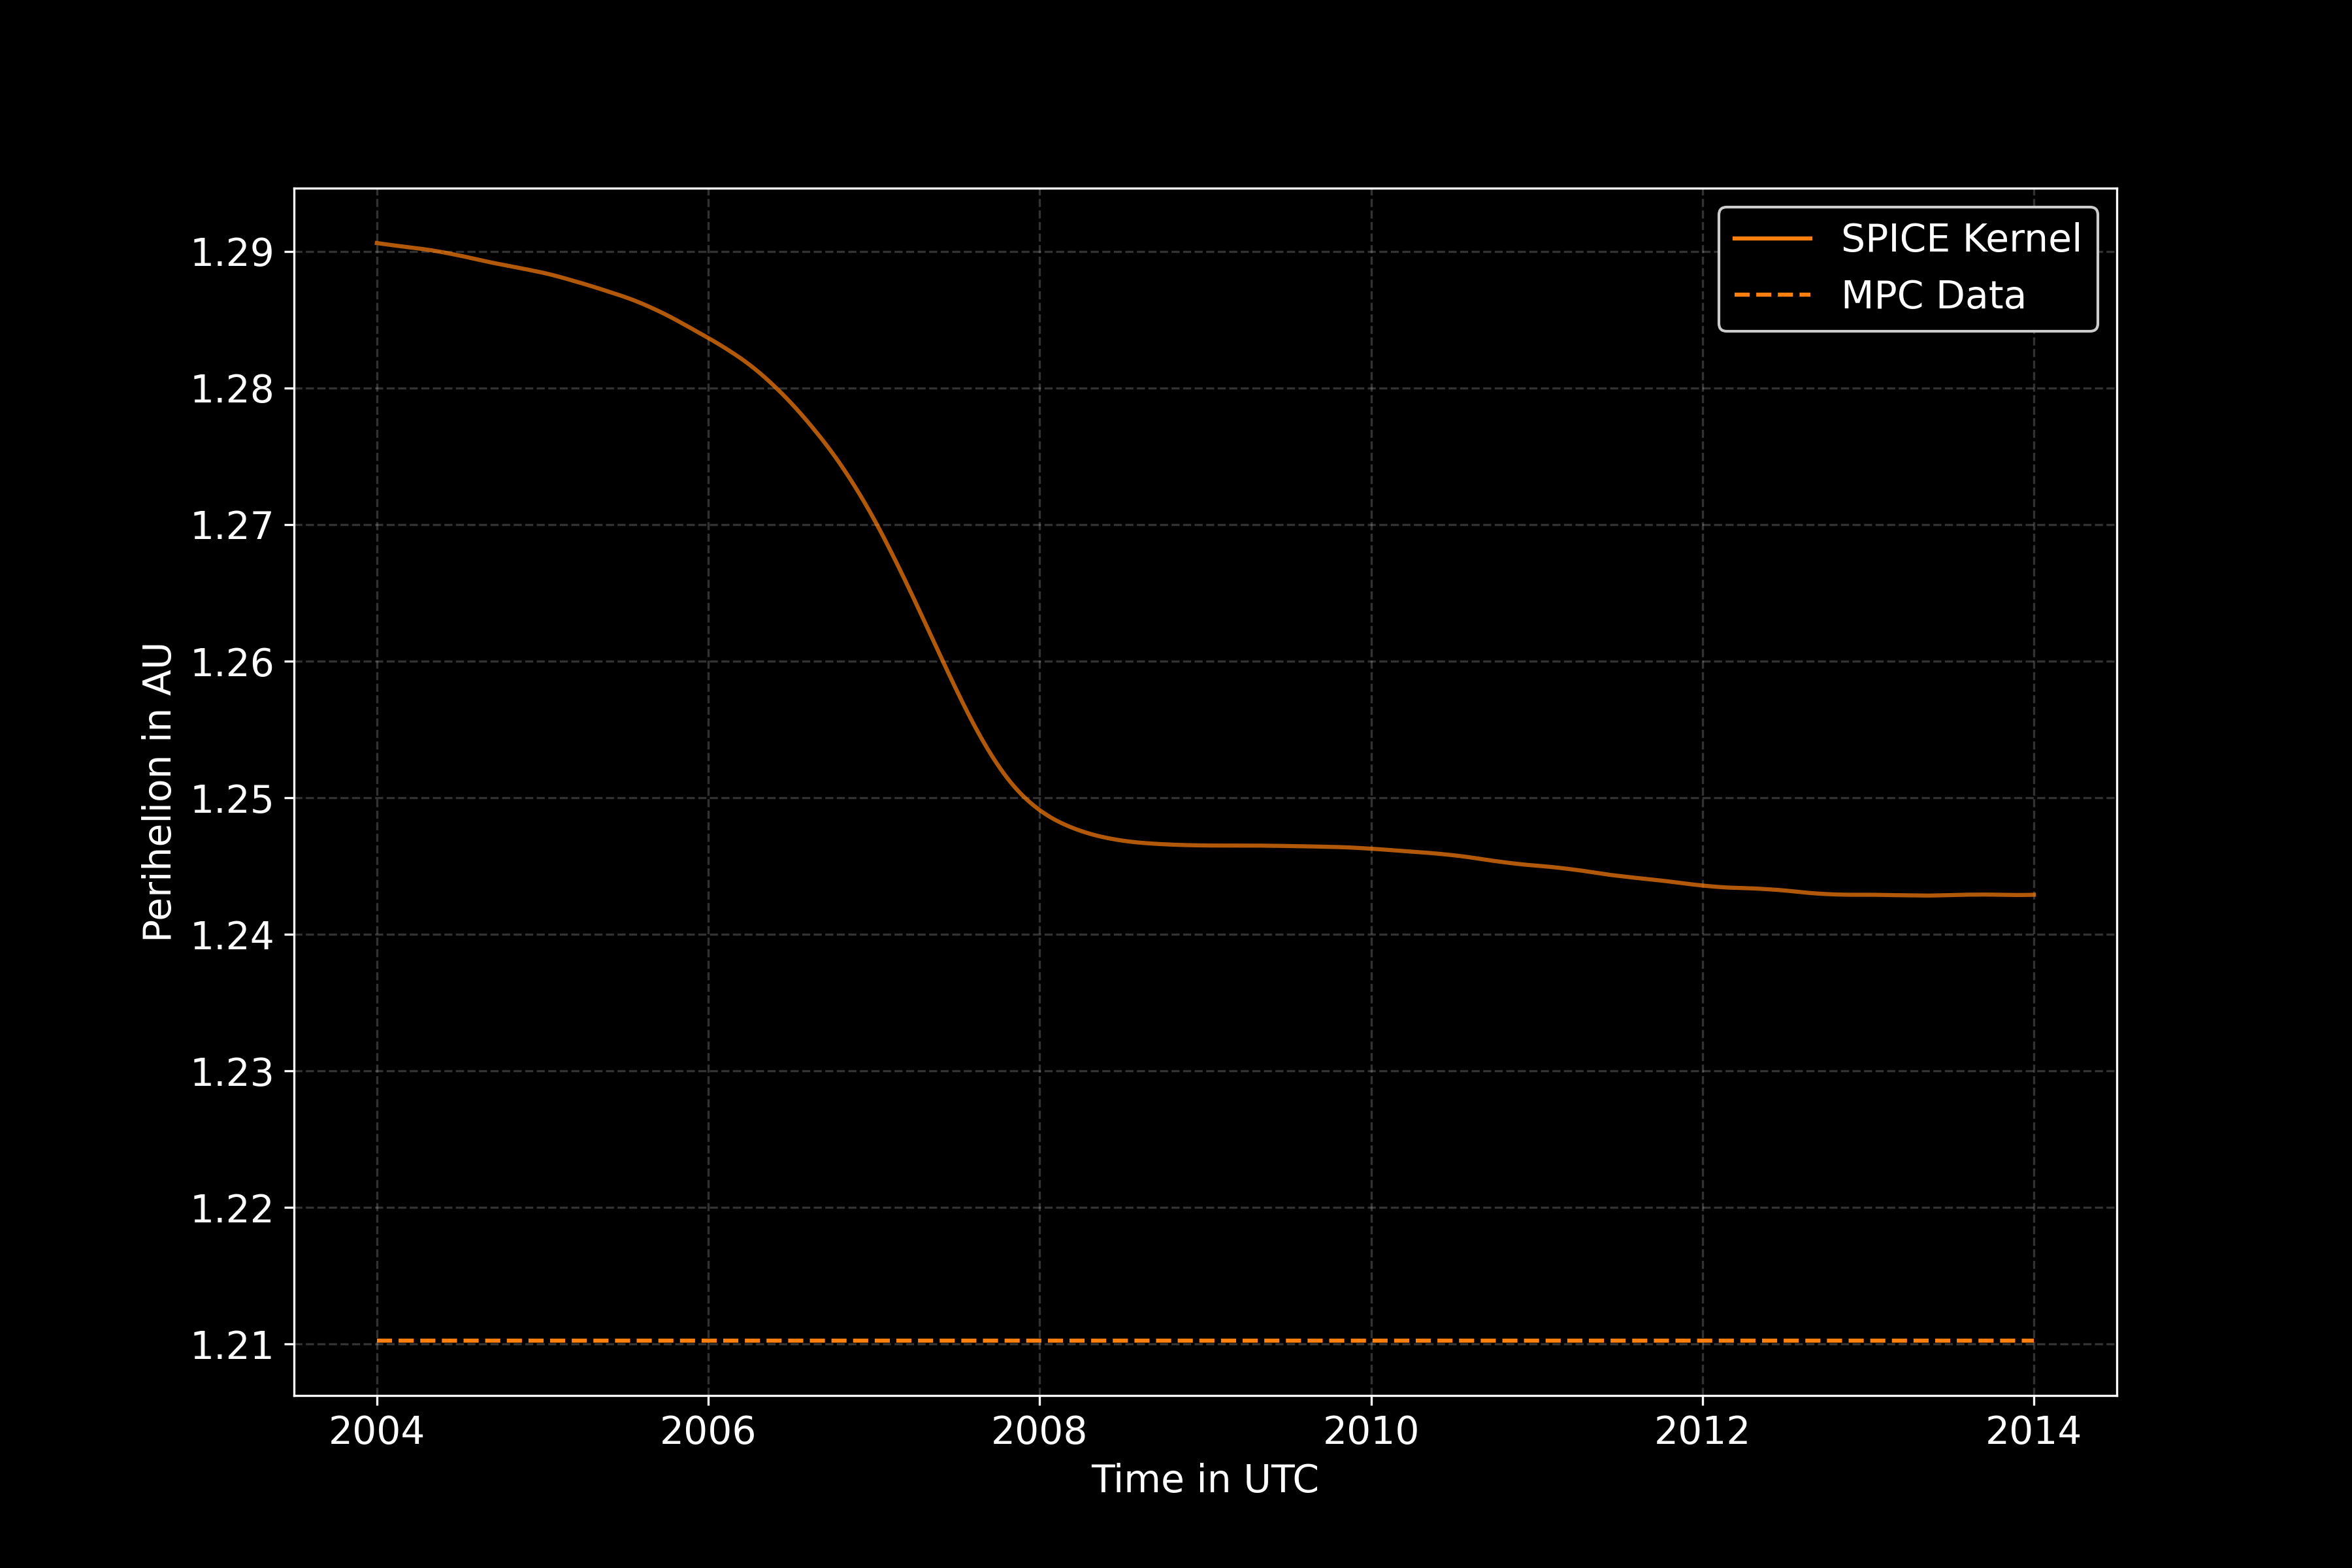 SPICE Kernel
MPC Data
1.29
1.28
1.27
1.26
1.25
1.24
1.23
1.22
1.21
Perihelion in AU
2004 2006 2008 2010 2012 2014
Time in UTC